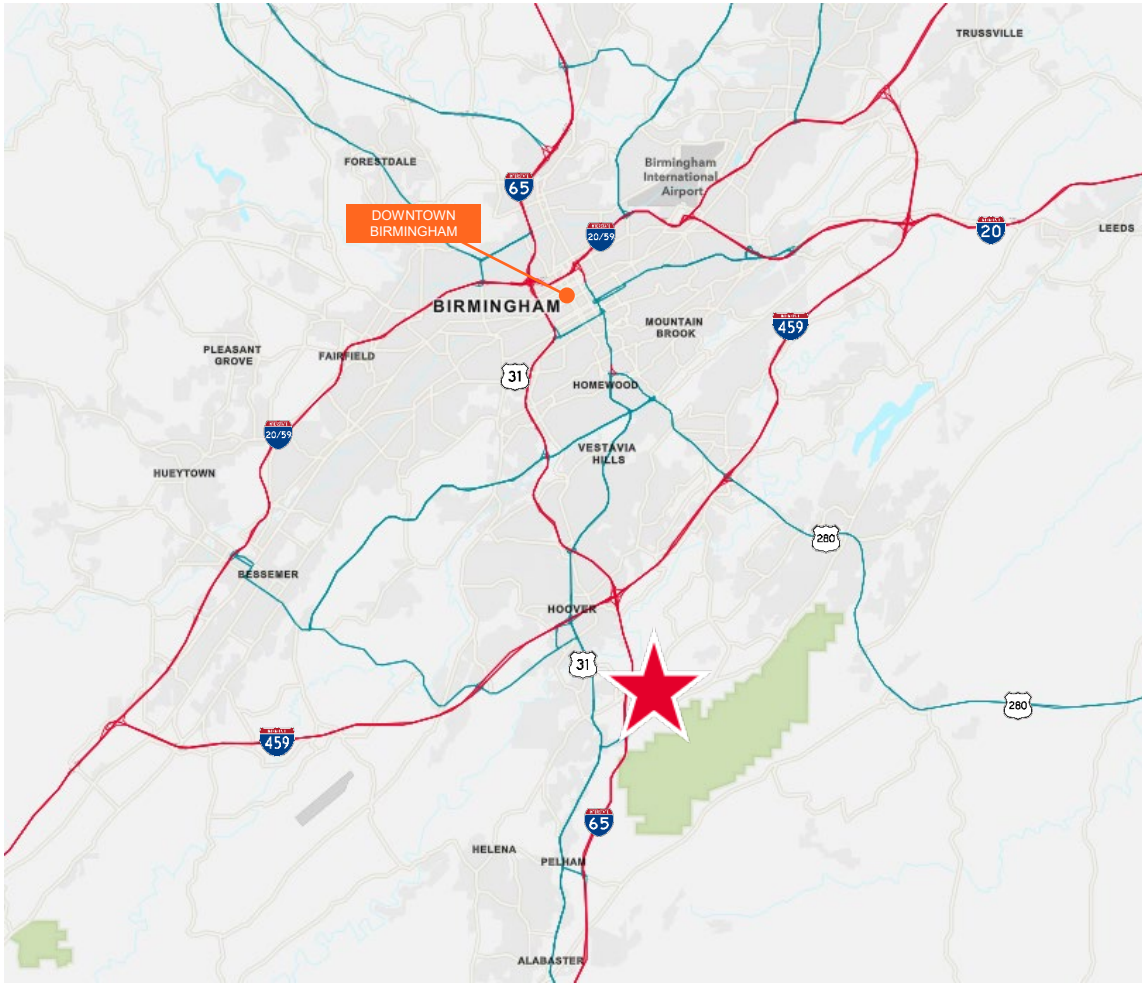 TRUSSVILLE
FORESTDALE
Birmingham
International
Airport
65
DOWNTOWN
BIRMINGHAM
20/59
20
LEEDS
BIRMINGHAM
MOUNTAIN
BROOK
459
PLEASANT
GROVE
FAIRFIELD
31
HOMEWOOD
20/59
VESTAVIA
HILLS
HUEYTOWN
280
BESSEMER
HOOVER
31
280
459
65
HELENA
PELHAM
ALABASTER